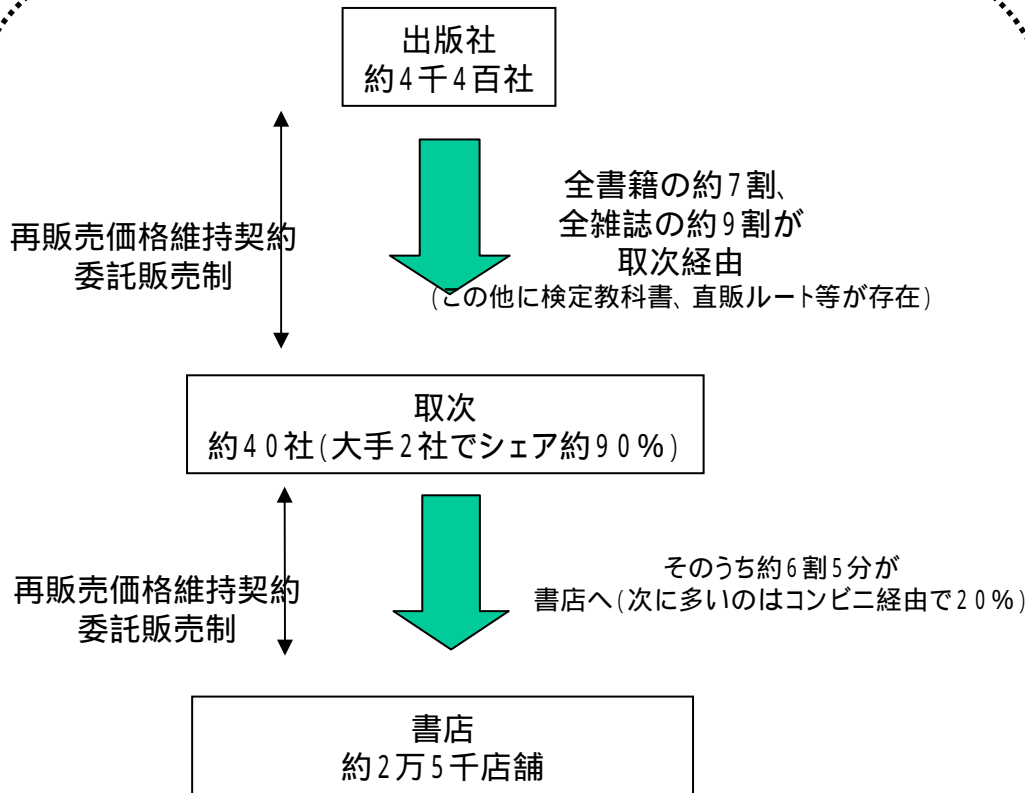 出版社
約4千4百社
再販売価格維持契約
委託販売制
全書籍の約7割、
全雑誌の約9割が
取次経由
(この他に検定教科書、直販ルート等が存在)
取次
約40社(大手2社でシェア約90%)
再販売価格維持契約
委託販売制
そのうち約6割5分が
書店へ(次に多いのはコンビニ経由で20%)
書店
約2万5千店舗